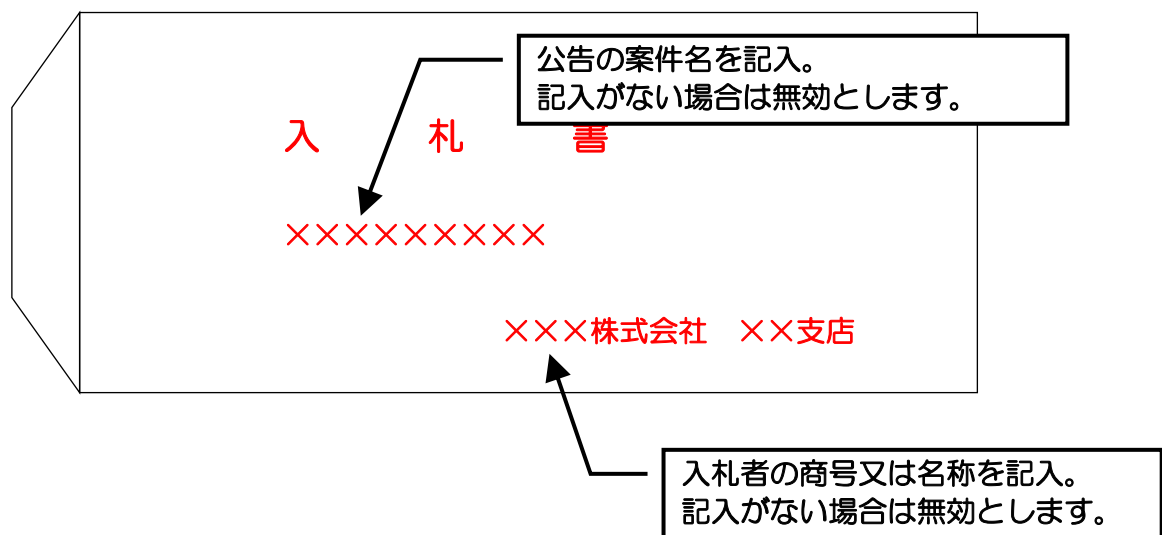 公告の案件名を記入。
記入がない場合は無効とします。
入 札 書
×××××××××
×××株式会社 ××支店
入札者の商号又は名称を記入。
記入がない場合は無効とします。